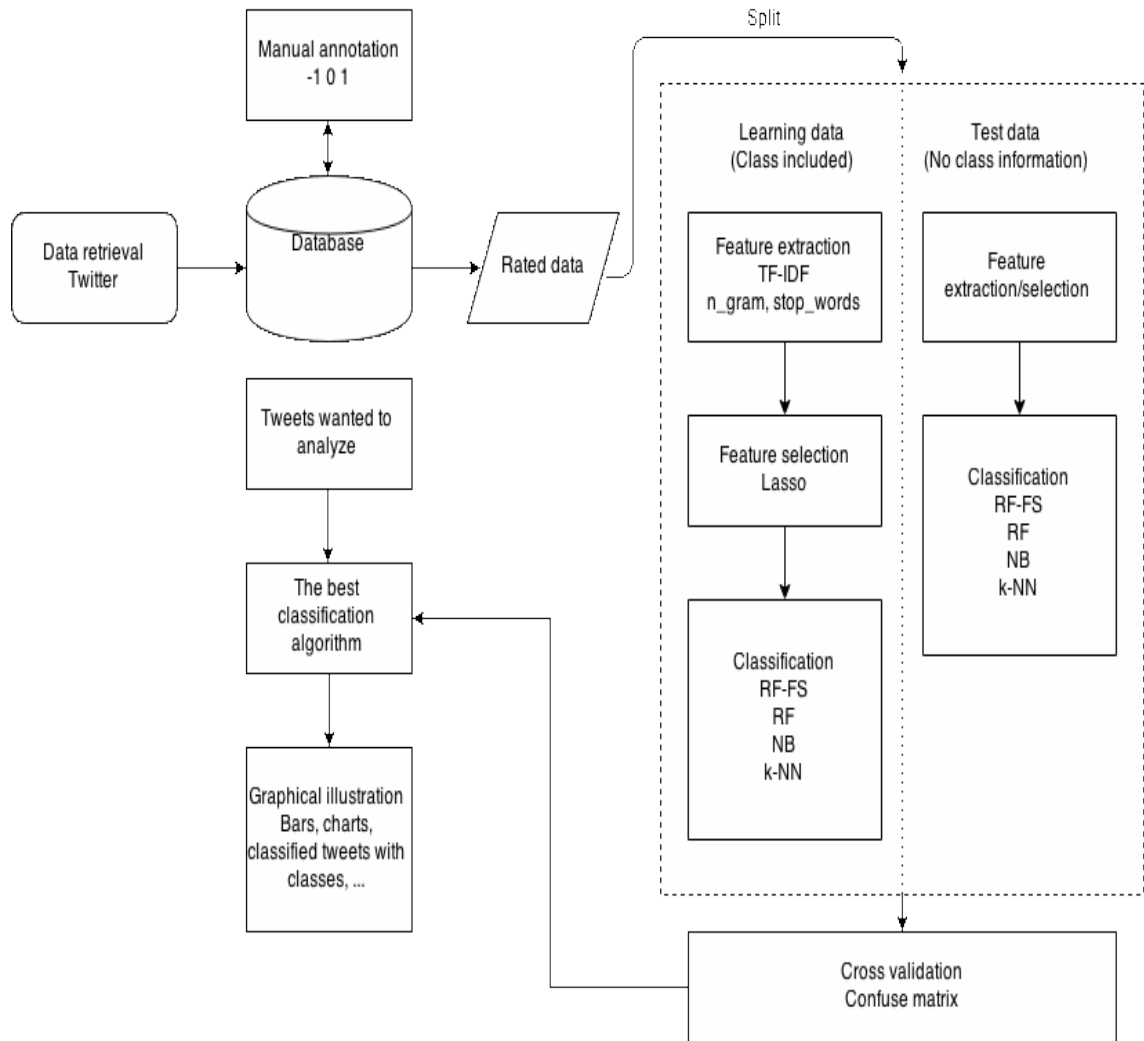 Split
Manual annotation
-1 0 1
Learning data
(Class included)
Test data
(No class information)
Data retrieval
Twitter
Database
Rated data
Feature extraction
TF-IDF
n_gram, stop_words
Feature
extraction/selection
Tweets wanted to
analyze
Feature selection
Lasso
Classification
RF-FS
RF
NB
k-NN
The best
classification
algorithm
Classification
RF-FS
RF
NB
k-NN
Graphical illustration
Bars, charts,
classified tweets with
classes, ...
Cross validation
Confuse matrix